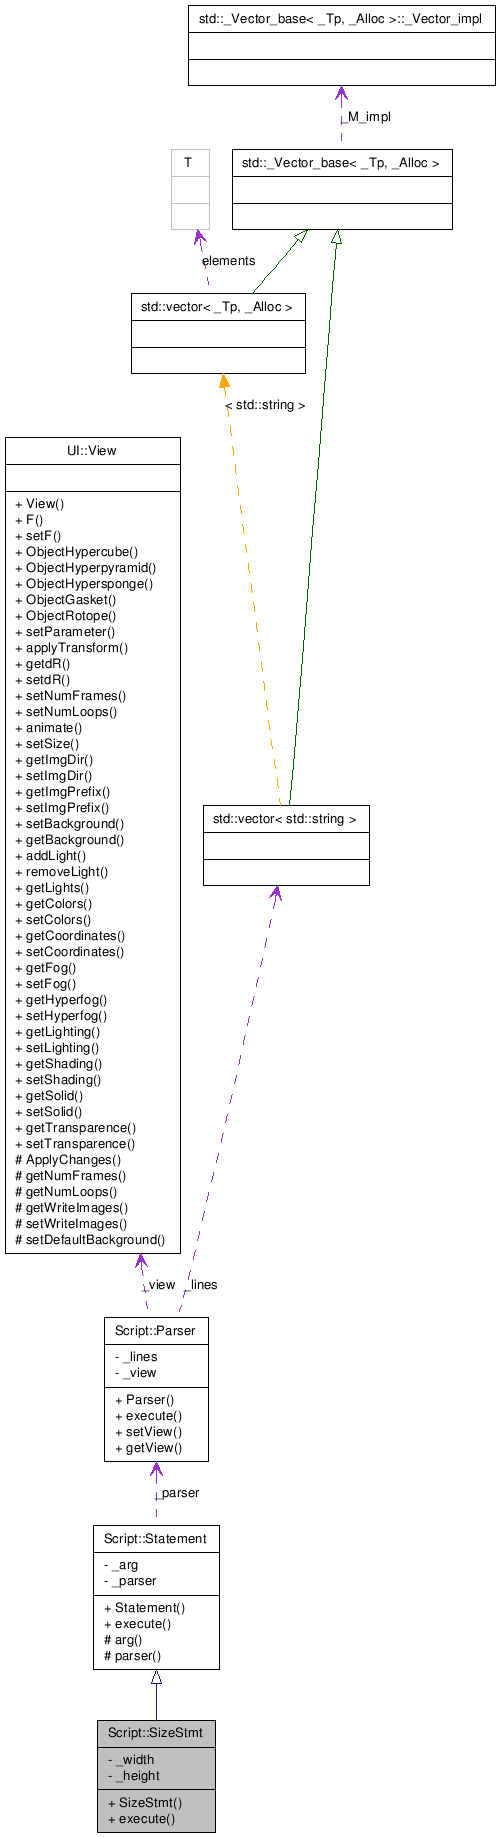 std::_Vector_base< _Tp, _Alloc >::_Vector_impl
_M_impl
T
std::_Vector_base< _Tp, _Alloc >
elements
std::vector< _Tp, _Alloc >
< std::string >
UI::View
+ View()
+ F()
+ setF()
+ ObjectHypercube()
+ ObjectHyperpyramid()
+ ObjectHypersponge()
+ ObjectGasket()
+ ObjectRotope()
+ setParameter()
+ applyTransform()
+ getdR()
+ setdR()
+ setNumFrames()
+ setNumLoops()
+ animate()
+ setSize()
+ getImgDir()
+ setImgDir()
+ getImgPrefix()
+ setImgPrefix()
+ setBackground()
+ getBackground()
+ addLight()
+ removeLight()
+ getLights()
+ getColors()
+ setColors()
+ getCoordinates()
+ setCoordinates()
+ getFog()
+ setFog()
+ getHyperfog()
+ setHyperfog()
+ getLighting()
+ setLighting()
+ getShading()
+ setShading()
+ getSolid()
+ setSolid()
+ getTransparence()
+ setTransparence()
# ApplyChanges()
# getNumFrames()
# getNumLoops()
# getWriteImages()
# setWriteImages()
# setDefaultBackground()
std::vector< std::string >
_view
_lines
Script::Parser
- _lines
- _view
+ Parser()
+ execute()
+ setView()
+ getView()
_parser
Script::Statement
- _arg
- _parser
+ Statement()
+ execute()
# arg()
# parser()
Script::SizeStmt
- _width
- _height
+ SizeStmt()
+ execute()